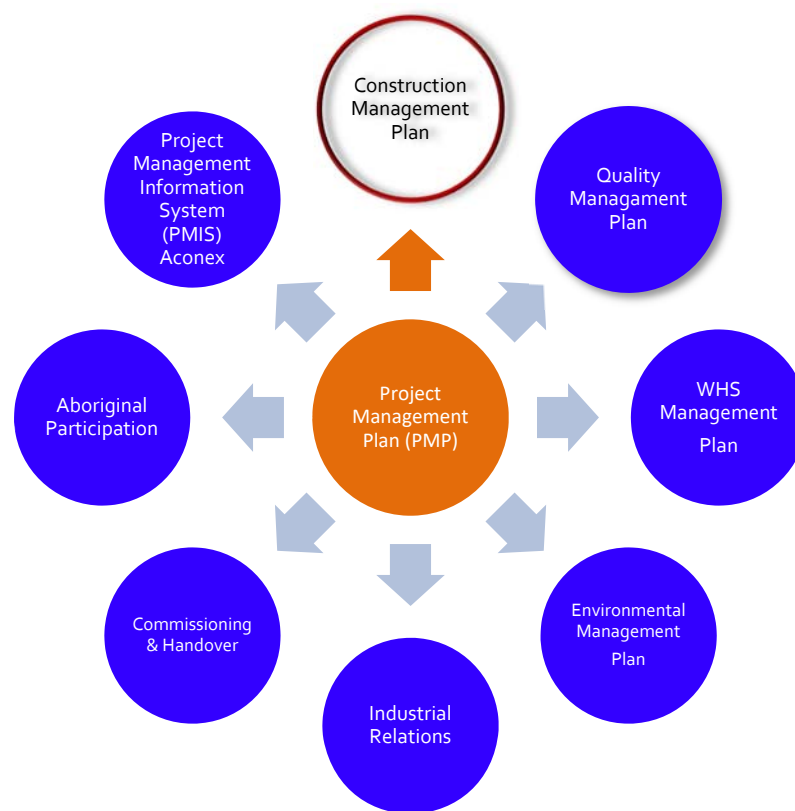 Construction
Management
Plan
Project
Management
Information
System
(PMIS)
Aconex
Quality
Managament
Plan
Aboriginal
Participation
Project
Management
Plan (PMP)
WHS
Management
Plan
Commissioning
& Handover
Environmental
Management
Plan
Industrial
Relations